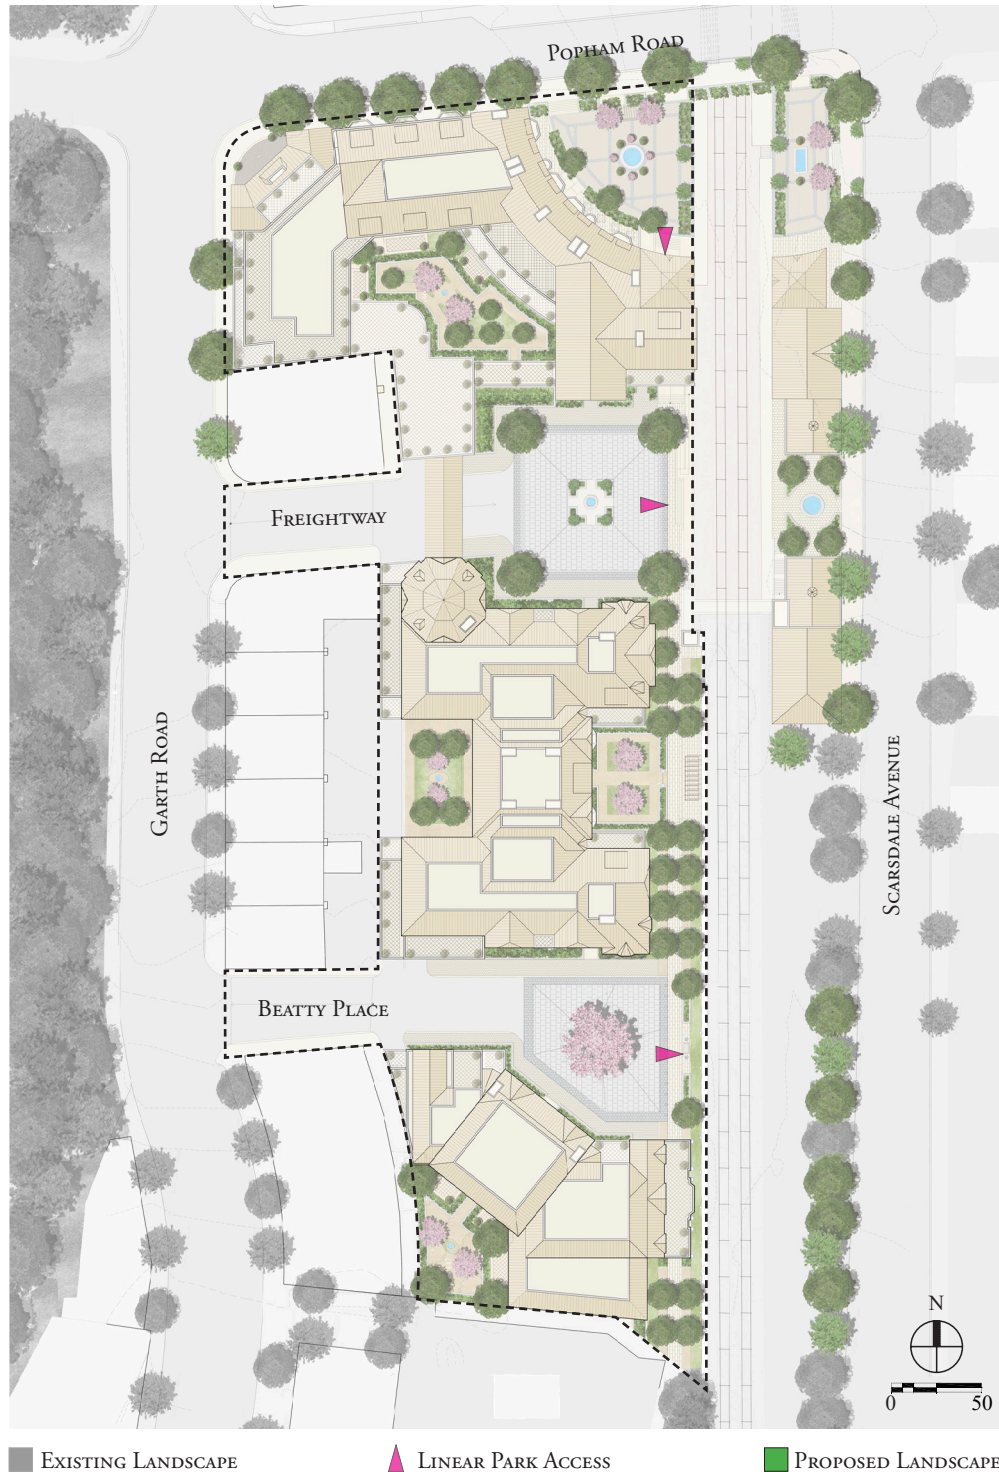 Popham Road
Freightway
Garth Road
Scarsdale Avenue
Beatty Place
N
0 50
Existing Landscape
Linear Park Access
Proposed Landscape